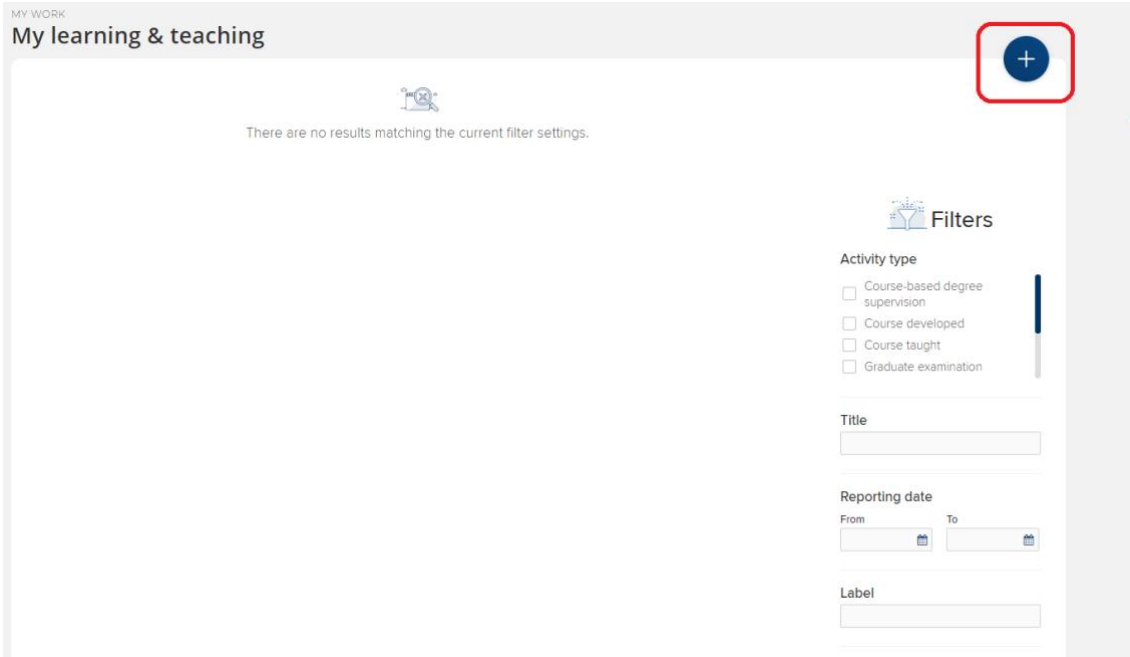 MY WORK
My learning & teaching
+
There are no results matching the current filter settings.
Filters
Activity type
Course-based degree
supervision
Course developed
Course taught
Graduate examination
Title
Reporting date
From To
Label